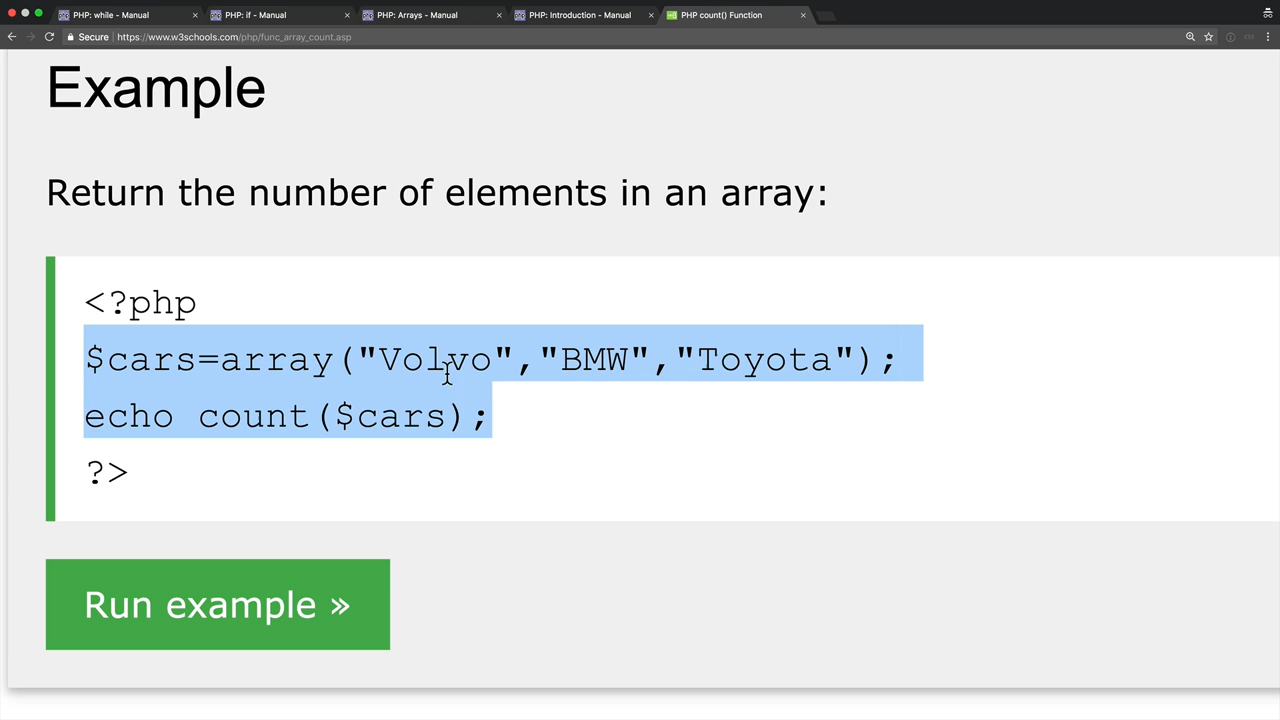 PHP: while - Manual
PHP: if - Manual
PHP: Arrays - Manual
PHP: Introduction - Manual
PHP count() Function
Secure https://www.w3schools.com/php/func_array_count.asp
Example
Return the number of elements in an array:
<?php
$cars=array("Volvo","BMW","Toyota");
echo count($cars);
?>
Run example »